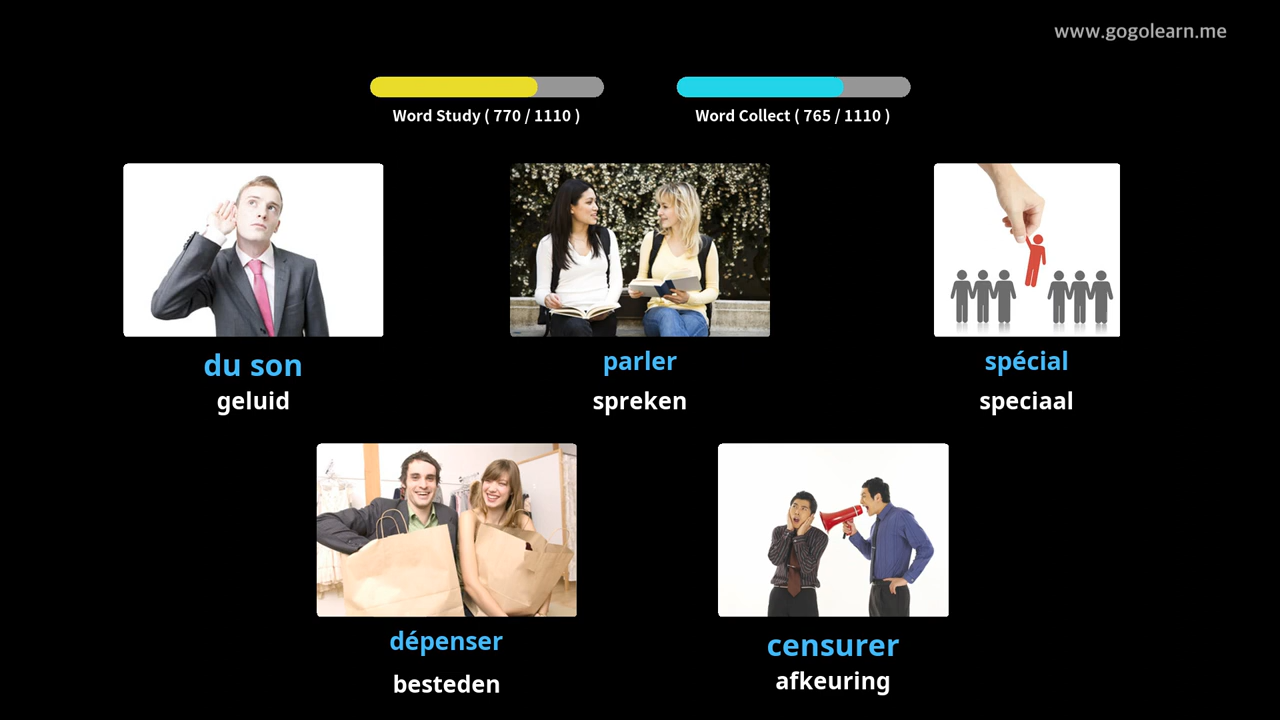 www.gogolearn.me
Word Study ( 770 / 1110 )
Word Collect ( 765 / 1110 )
du son
geluid
parler
spreken
spécial
speciaal
dépenser
besteden
censurer
afkeuring